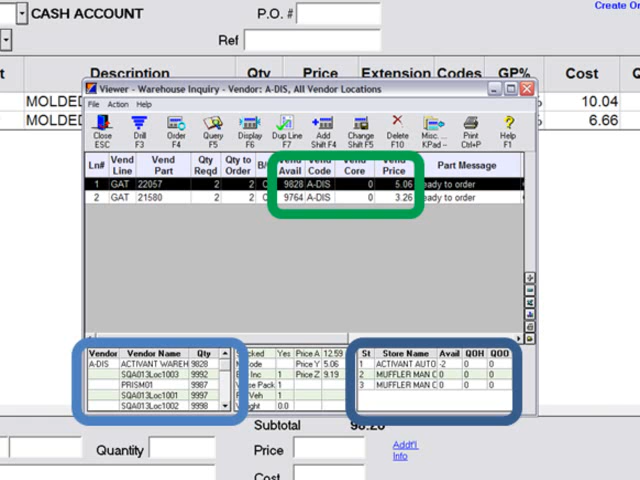 CASH ACCOUNT
P.O. #
Ref
Description Qty Price Extension Codes GP% Cost
MOLDED 10.04
MOLDED 6.66
Viewer - Warehouse Inquiry - Vendor: A-DIS, All Vendor Locations
File Action Help
Close ESC
Drill F3
Order F4
Query F5
Display F6
Dup Line F7
Add Shift F4
Change Shift F5
Delete F10
Misc. ... KPad --
Print Ctrl+P
Help F1
Ln# Vend Line Vend Part Qty Reqd Qty to Order Vend Avail Vend Code Vend Core Vend Price Part Message
1 GAT 22057 2 2 9828 A-DIS 0 5.06 eady to order
2 GAT 21580 2 2 9764 A-DIS 0 3.26 eady to order
Vendor Vendor Name Qty
A-DIS ACTIVANT WAREH 9828
SQA013Loc1003 9992
PRISM01 9987
SQA013Loc1001 9997
SQA013Loc1002 9998
Yes Price A 12.59
Price Y 5.06
1 Price Z 9.19
1
1
0.0
St Store Name Avail QOH QOO
1 ACTIVANT AUTO -2 0 0
2 MUFFLER MAN 0 0 0
3 MUFFLER MAN 0 0 0
Subtotal
Quantity
Price
Addt'l
Info
Cost